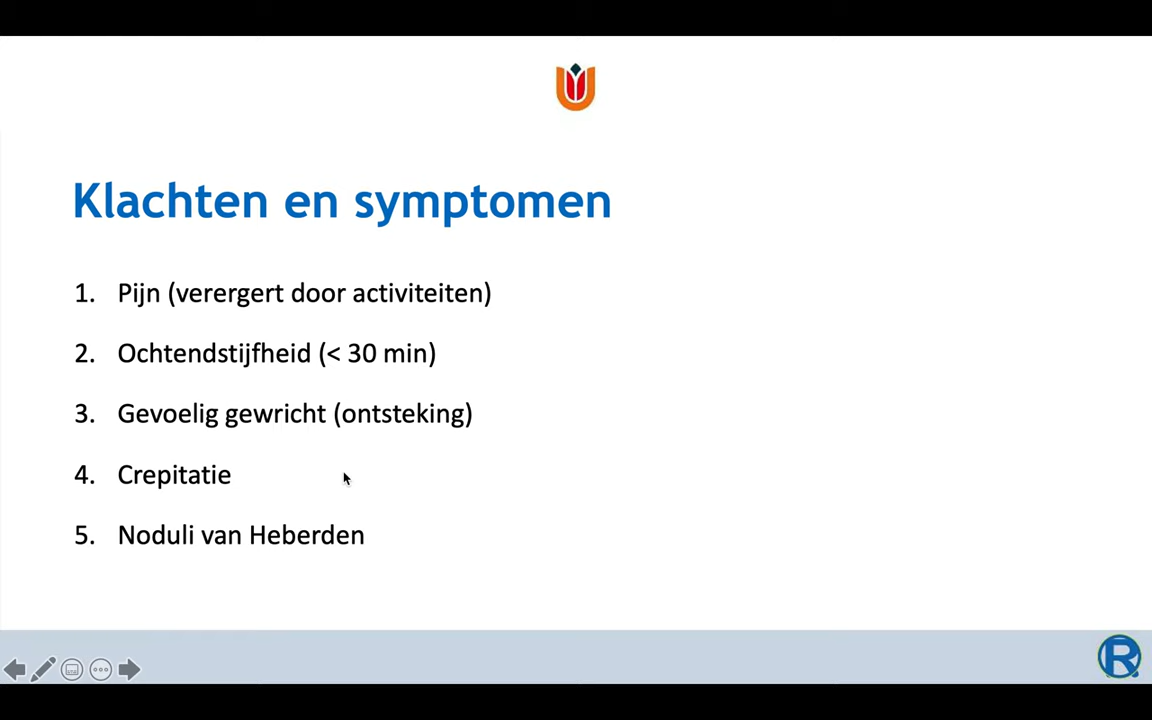 Klachten en symptomen
1. Pijn (verergert door activiteiten)
2. Ochtendstijfheid (< 30 min)
3. Gevoelig gewricht (ontsteking)
4. Crepitatie
5. Noduli van Heberden
R